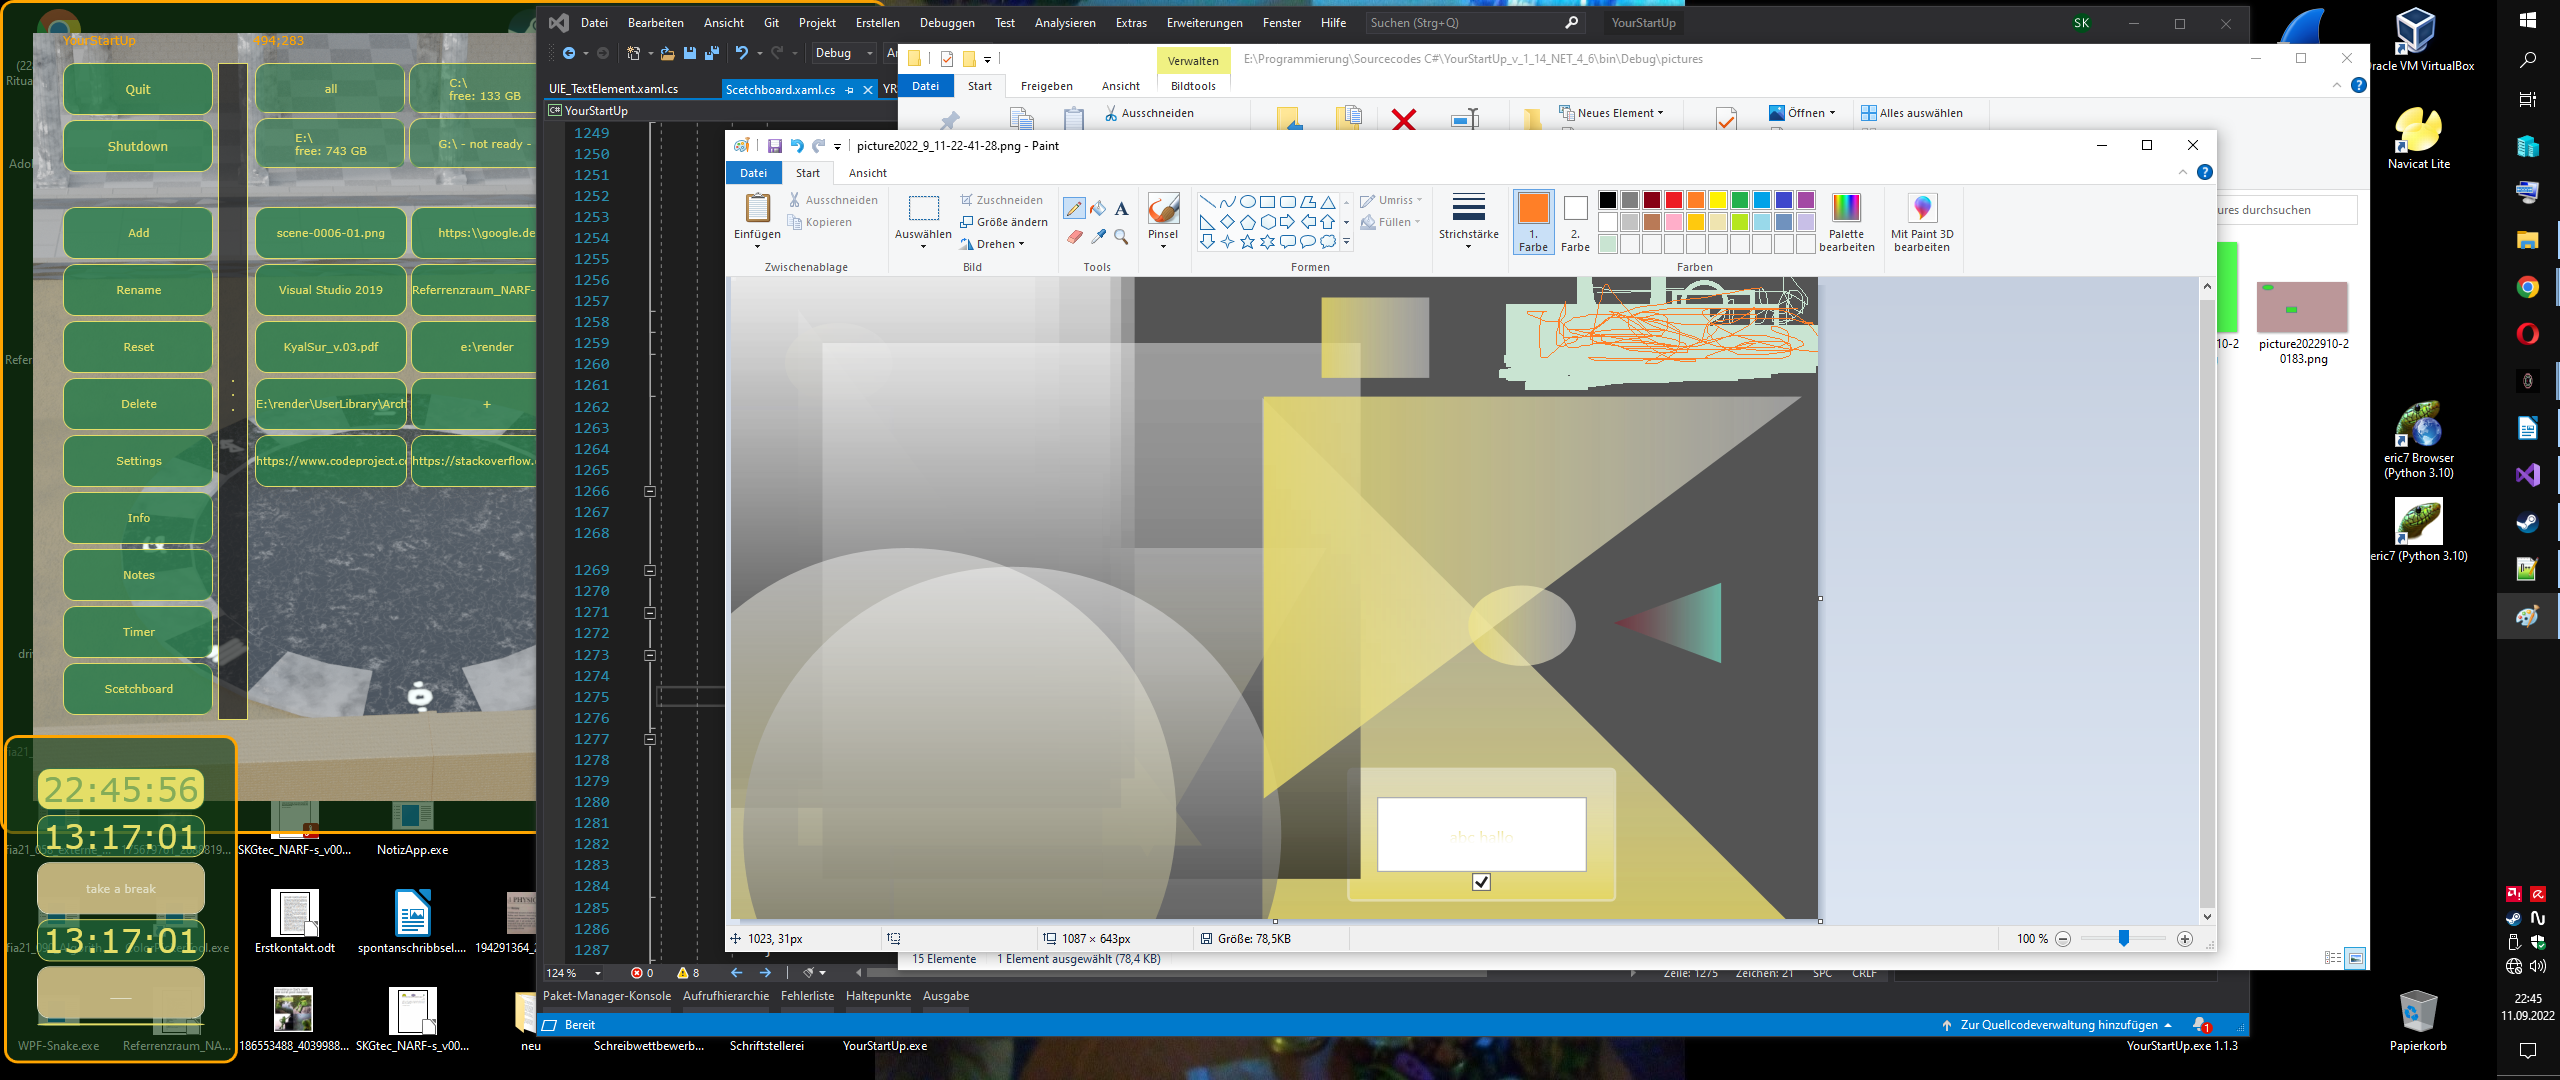 YourStartUp 494;283
Quit
Shutdown
all
C:\
free: 133 GB
E:\
free: 743 GB
G:\ - not ready -
Add
Rename
Reset
Delete
Settings
Info
Notes
Timer
Scetchboard
scene-0006-01.png
https:\\google.de
Visual Studio 2019
Referrenzraum_NARF-
KyalSur_v.03.pdf
e:\render
E:\render\UserLibrary\Arch
+
https://www.codeproject.co
https://stackoverflow.
22:45:56
13:17:01
take a break
13:17:01
WPF-Snake.exe
Referrenzraum_NA...
SKGtec_NARF-s_v00...
NotizApp.exe
Erstkontakt.odt
spontanschribbsel....
194291364_2
186553488_4039988...
SKGtec_NARF-s_v00...
neu
Schreibwettbewerb...
Schriftstellerei
YourStartUp.exe
YourStartUp.exe 1.1.3
Datei Bearbeiten Ansicht Git Projekt Erstellen Debuggen Test Analysieren Extras Erweiterungen Fenster Hilfe
Suchen (Strg+Q)
YourStartUp
SK
Debug
UIE_TextElement.xaml.cs
Scetchboard.xaml.cs
YR
C# YourStartUp
1249
1250
1251
1252
1253
1254
1255
1256
1257
1258
1259
1260
1261
1262
1263
1264
1265
1266
1267
1268
1269
1270
1271
1272
1273
1274
1275
1276
1277
1278
1279
1280
1281
1282
1283
1284
1285
1286
1287
124 %
0
8
Zeile: 1275 Zeichen: 21 SPC CRLF
Paket-Manager-Konsole Aufrufhierarchie Fehlerliste Haltepunkte Ausgabe
Bereit
Zur Quellcodeverwaltung hinzufügen
1
Verwalten
E:\Programmierung\Sourcecodes C#\YourStartUp_v_1_14_NET_4_6\bin\Debug\pictures
Datei Start Freigeben Ansicht Bildtools
Ausschneiden
Neues Element
Öffnen
Alles auswählen
ures durchsuchen
10-2
picture2022910-2
0183.png
15 Elemente 1 Element ausgewählt (78,4 KB)
picture2022_9_11-22-41-28.png - Paint
Datei Start Ansicht
Einfügen
Ausschneiden
Kopieren
Zwischenablage
Auswählen
Zuschneiden
Größe ändern
Drehen
Bild
A
Tools
Pinsel
Formen
Umriss
Füllen
Strichstärke
1.
Farbe
2.
Farbe
Farben
Palette
bearbeiten
Mit Paint 3D
bearbeiten
abc hallo
1023, 31px
1087 × 643px
Größe: 78,5KB
100 %
Oracle VM VirtualBox
Navicat Lite
eric7 Browser
(Python 3.10)
eric7 (Python 3.10)
Papierkorb
22:45
11.09.2022